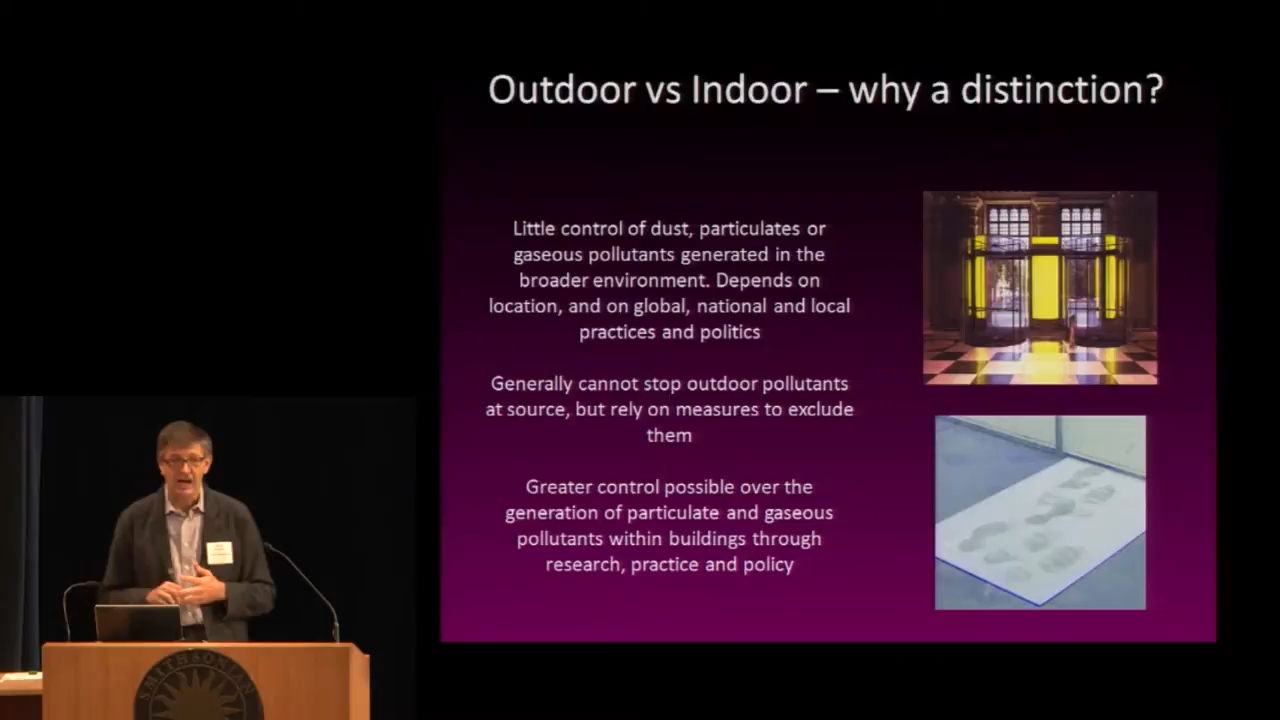 Outdoor vs Indoor – why a distinction?
Little control of dust, particulates or
gaseous pollutants generated in the
broader environment. Depends on
location, and on global, national and local
practices and politics
Generally cannot stop outdoor pollutants
at source, but rely on measures to exclude
them
Greater control possible over the
generation of particulate and gaseous
pollutants within buildings through
research, practice and policy
SMITHSONIAN